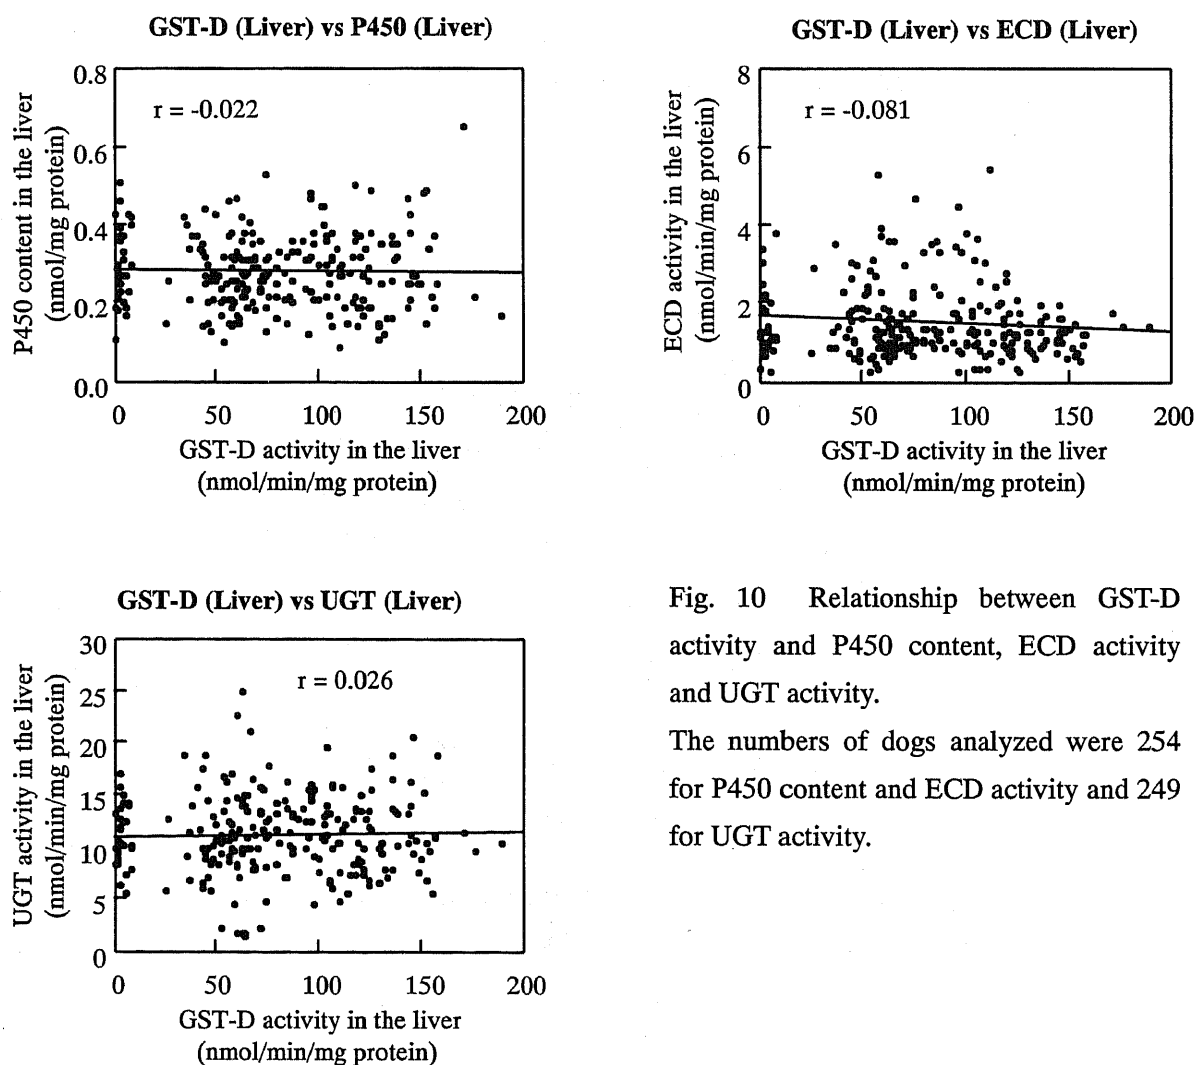 GST-D (Liver) vs P450 (Liver)
r = -0.022
P450 content in the liver
(nmol/mg protein)
0.8
0.6
0.4
0.2
0.0
0 50 100 150 200
GST-D activity in the liver
(nmol/min/mg protein)
GST-D (Liver) vs ECD (Liver)
r = -0.081
ECD activity in the liver
(nmol/min/mg protein)
8
6
4
2
0
0 50 100 150 200
GST-D activity in the liver
(nmol/min/mg protein)
GST-D (Liver) vs UGT (Liver)
r = 0.026
UGT activity in the liver
(nmol/min/mg protein)
30
25
20
15
10
5
0
0 50 100 150 200
GST-D activity in the liver
(nmol/min/mg protein)
Fig. 10 Relationship between GST-D
activity and P450 content, ECD activity
and UGT activity.
The numbers of dogs analyzed were 254
for P450 content and ECD activity and 249
for UGT activity.